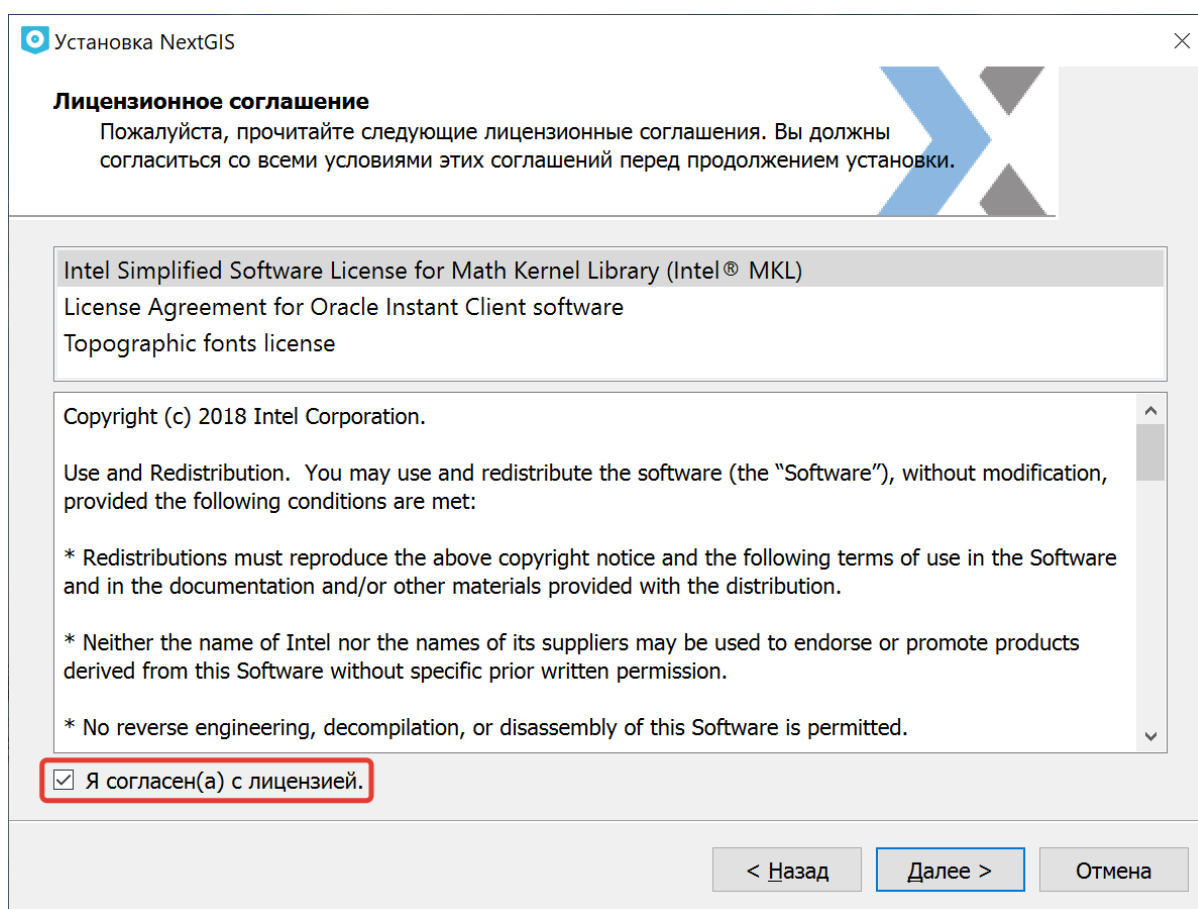 Установка NextGIS
Лицензионное соглашение
Пожалуйста, прочитайте следующие лицензионные соглашения. Вы должны
согласиться со всеми условиями этих соглашений перед продолжением установки.
Intel Simplified Software License for Math Kernel Library (Intel® MKL)
License Agreement for Oracle Instant Client software
Topographic fonts license
Copyright (c) 2018 Intel Corporation.
Use and Redistribution.  You may use and redistribute the software (the “Software”), without modification,
provided the following conditions are met:
* Redistributions must reproduce the above copyright notice and the following terms of use in the Software
and in the documentation and/or other materials provided with the distribution.
* Neither the name of Intel nor the names of its suppliers may be used to endorse or promote products
derived from this Software without specific prior written permission.
* No reverse engineering, decompilation, or disassembly of this Software is permitted.
Я согласен(а) с лицензией.
< Назад
Далее >
Отмена